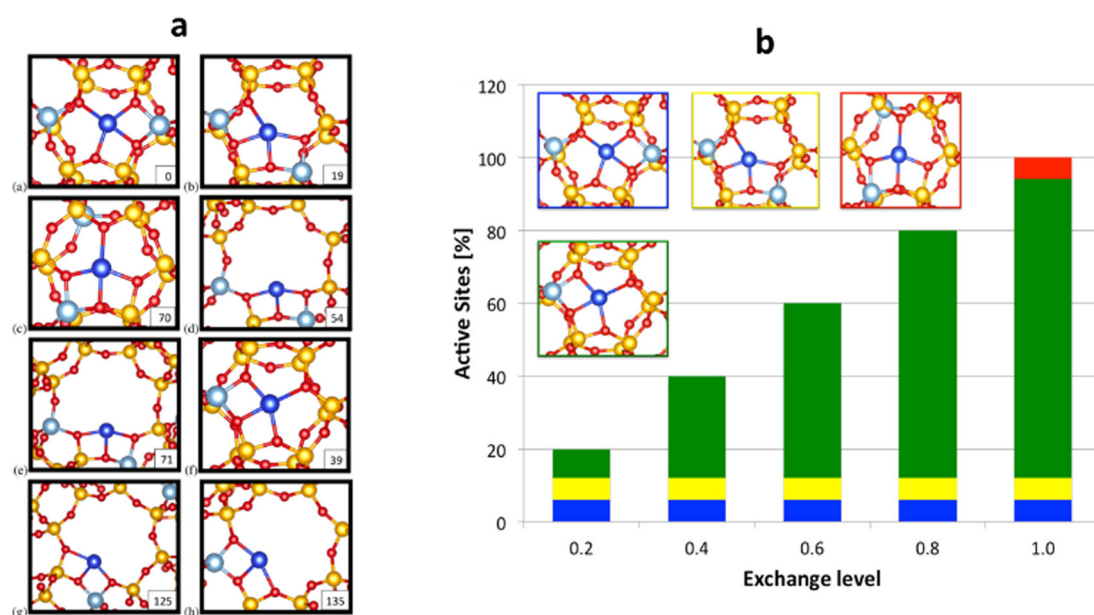 a
(a)
0
(b)
19
(c)
70
(d)
54
(e)
71
(f)
39
(g)
125
(h)
135
b
Active Sites [%]
120
100
80
60
40
20
0
0.2 0.4 0.6 0.8 1.0
Exchange level